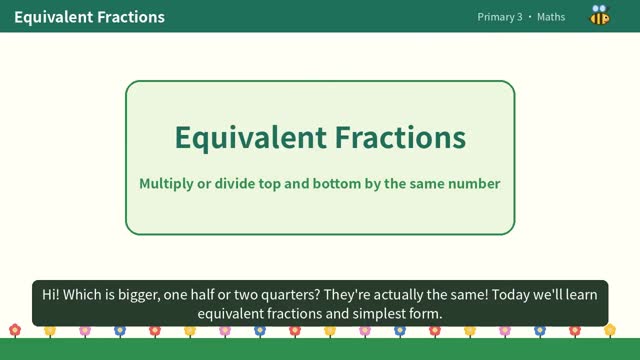 Equivalent Fractions
Primary 3 • Maths
Equivalent Fractions
Multiply or divide top and bottom by the same number
Hi! Which is bigger, one half or two quarters? They're actually the same! Today we'll learn
equivalent fractions and simplest form.